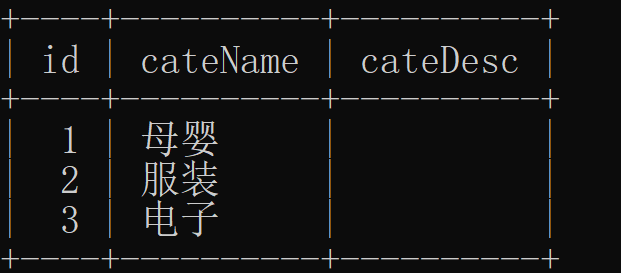 +----+----------+----------+
| id | cateName | cateDesc |
+----+----------+----------+
|  1 | 母婴     |          |
|  2 | 服装     |          |
|  3 | 电子     |          |
+----+----------+----------+